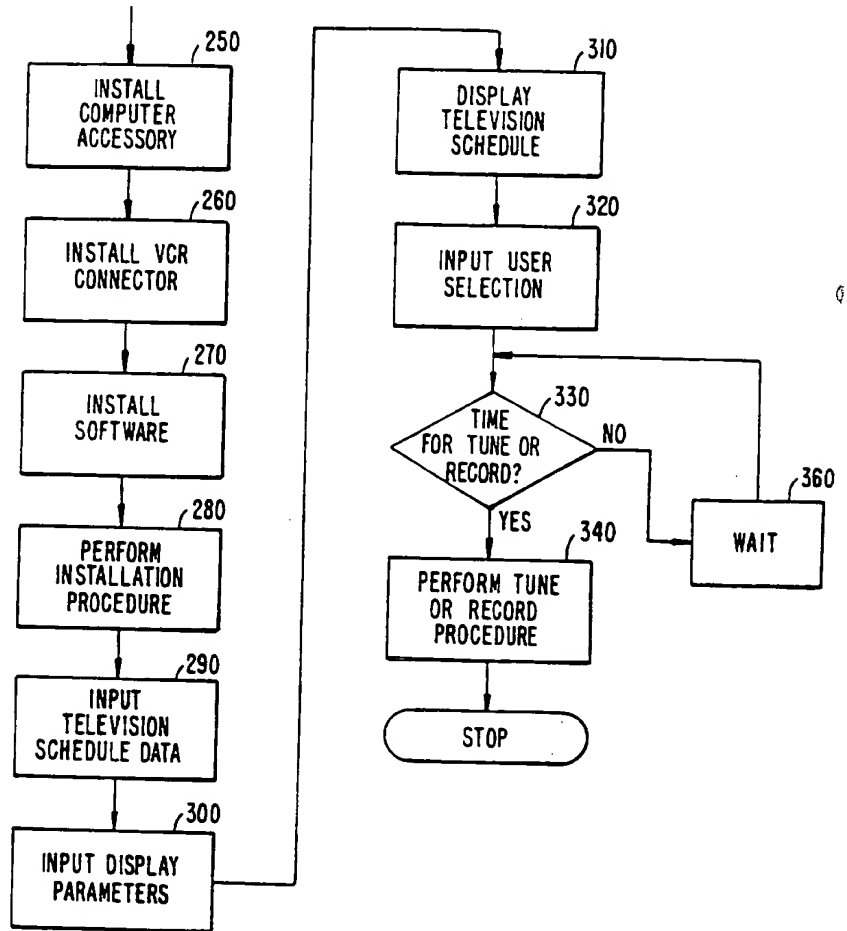 250
INSTALL
COMPUTER
ACCESSORY
260
INSTALL VCR
CONNECTOR
270
INSTALL
SOFTWARE
280
PERFORM
INSTALLATION
PROCEDURE
290
INPUT
TELEVISION
SCHEDULE DATA
300
INPUT DISPLAY
PARAMETERS
310
DISPLAY
TELEVISION
SCHEDULE
320
INPUT USER
SELECTION
330
TIME
FOR TUNE OR
RECORD?
NO
360
WAIT
YES
340
PERFORM TUNE
OR RECORD
PROCEDURE
STOP